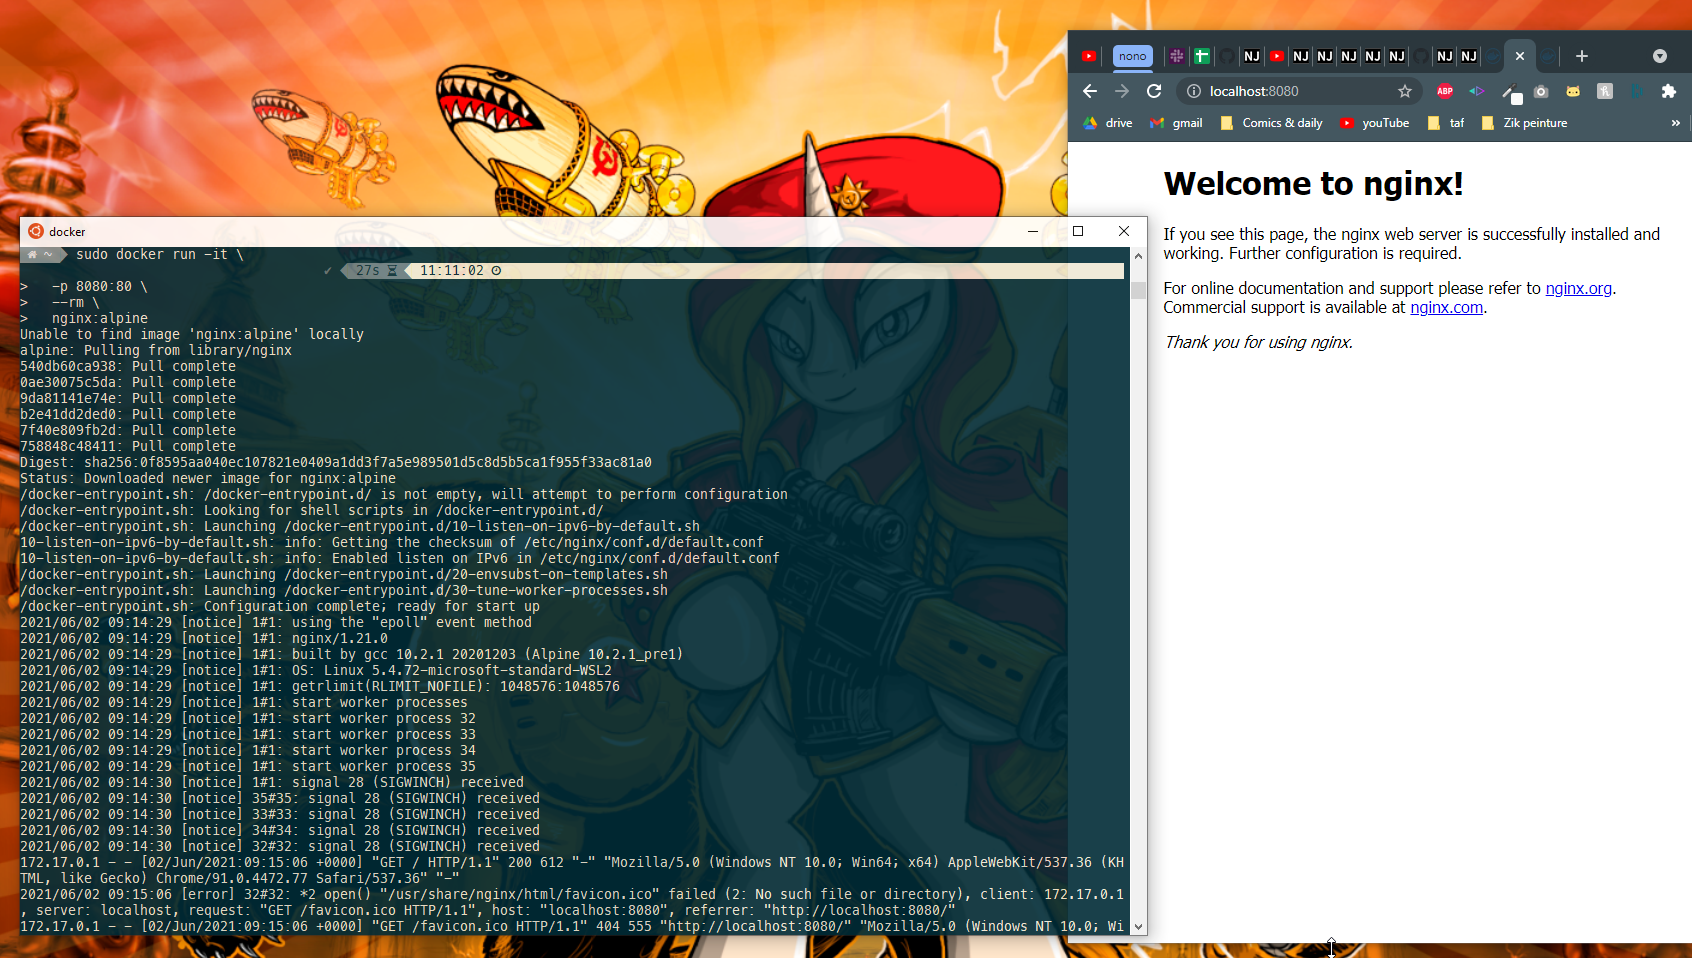 docker
~ sudo docker run -it \
✓ 27s 11:11:02
>   -p 8080:80 \
>   --rm \
>   nginx:alpine
Unable to find image 'nginx:alpine' locally
alpine: Pulling from library/nginx
540db60ca938: Pull complete
0ae30075c5da: Pull complete
9da81141e74e: Pull complete
b2e41dd2ded0: Pull complete
7f40e809fb2d: Pull complete
758848c48411: Pull complete
Digest: sha256:0f8595aa040ec107821e0409a1dd3f7a5e989501d5c8d5b5ca1f955f33ac81a0
Status: Downloaded newer image for nginx:alpine
/docker-entrypoint.sh: /docker-entrypoint.d/ is not empty, will attempt to perform configuration
/docker-entrypoint.sh: Looking for shell scripts in /docker-entrypoint.d/
/docker-entrypoint.sh: Launching /docker-entrypoint.d/10-listen-on-ipv6-by-default.sh
10-listen-on-ipv6-by-default.sh: info: Getting the checksum of /etc/nginx/conf.d/default.conf
10-listen-on-ipv6-by-default.sh: info: Enabled listen on IPv6 in /etc/nginx/conf.d/default.conf
/docker-entrypoint.sh: Launching /docker-entrypoint.d/20-envsubst-on-templates.sh
/docker-entrypoint.sh: Launching /docker-entrypoint.d/30-tune-worker-processes.sh
/docker-entrypoint.sh: Configuration complete; ready for start up
2021/06/02 09:14:29 [notice] 1#1: using the "epoll" event method
2021/06/02 09:14:29 [notice] 1#1: nginx/1.21.0
2021/06/02 09:14:29 [notice] 1#1: built by gcc 10.2.1 20201203 (Alpine 10.2.1_pre1)
2021/06/02 09:14:29 [notice] 1#1: OS: Linux 5.4.72-microsoft-standard-WSL2
2021/06/02 09:14:29 [notice] 1#1: getrlimit(RLIMIT_NOFILE): 1048576:1048576
2021/06/02 09:14:29 [notice] 1#1: start worker processes
2021/06/02 09:14:29 [notice] 1#1: start worker process 32
2021/06/02 09:14:29 [notice] 1#1: start worker process 33
2021/06/02 09:14:29 [notice] 1#1: start worker process 34
2021/06/02 09:14:29 [notice] 1#1: start worker process 35
2021/06/02 09:14:30 [notice] 1#1: signal 28 (SIGWINCH) received
2021/06/02 09:14:30 [notice] 35#35: signal 28 (SIGWINCH) received
2021/06/02 09:14:30 [notice] 33#33: signal 28 (SIGWINCH) received
2021/06/02 09:14:30 [notice] 34#34: signal 28 (SIGWINCH) received
2021/06/02 09:14:30 [notice] 32#32: signal 28 (SIGWINCH) received
172.17.0.1 - - [02/Jun/2021:09:15:06 +0000] "GET / HTTP/1.1" 200 612 "-" "Mozilla/5.0 (Windows NT 10.0; Win64; x64) AppleWebKit/537.36 (KH
TML, like Gecko) Chrome/91.0.4472.77 Safari/537.36" "-"
2021/06/02 09:15:06 [error] 32#32: *2 open() "/usr/share/nginx/html/favicon.ico" failed (2: No such file or directory), client: 172.17.0.1
, server: localhost, request: "GET /favicon.ico HTTP/1.1", host: "localhost:8080", referrer: "http://localhost:8080/"
172.17.0.1 - - [02/Jun/2021:09:15:06 +0000] "GET /favicon.ico HTTP/1.1" 404 555 "http://localhost:8080/" "Mozilla/5.0 (Windows NT 10.0; Wi
nono NJ NJ NJ NJ NJ NJ NJ NJ
localhost:8080 ABP
drive gmail Comics & daily youTube taf Zik peinture »
Welcome to nginx!
If you see this page, the nginx web server is successfully installed and
working. Further configuration is required.
For online documentation and support please refer to nginx.org.
Commercial support is available at nginx.com.
Thank you for using nginx.